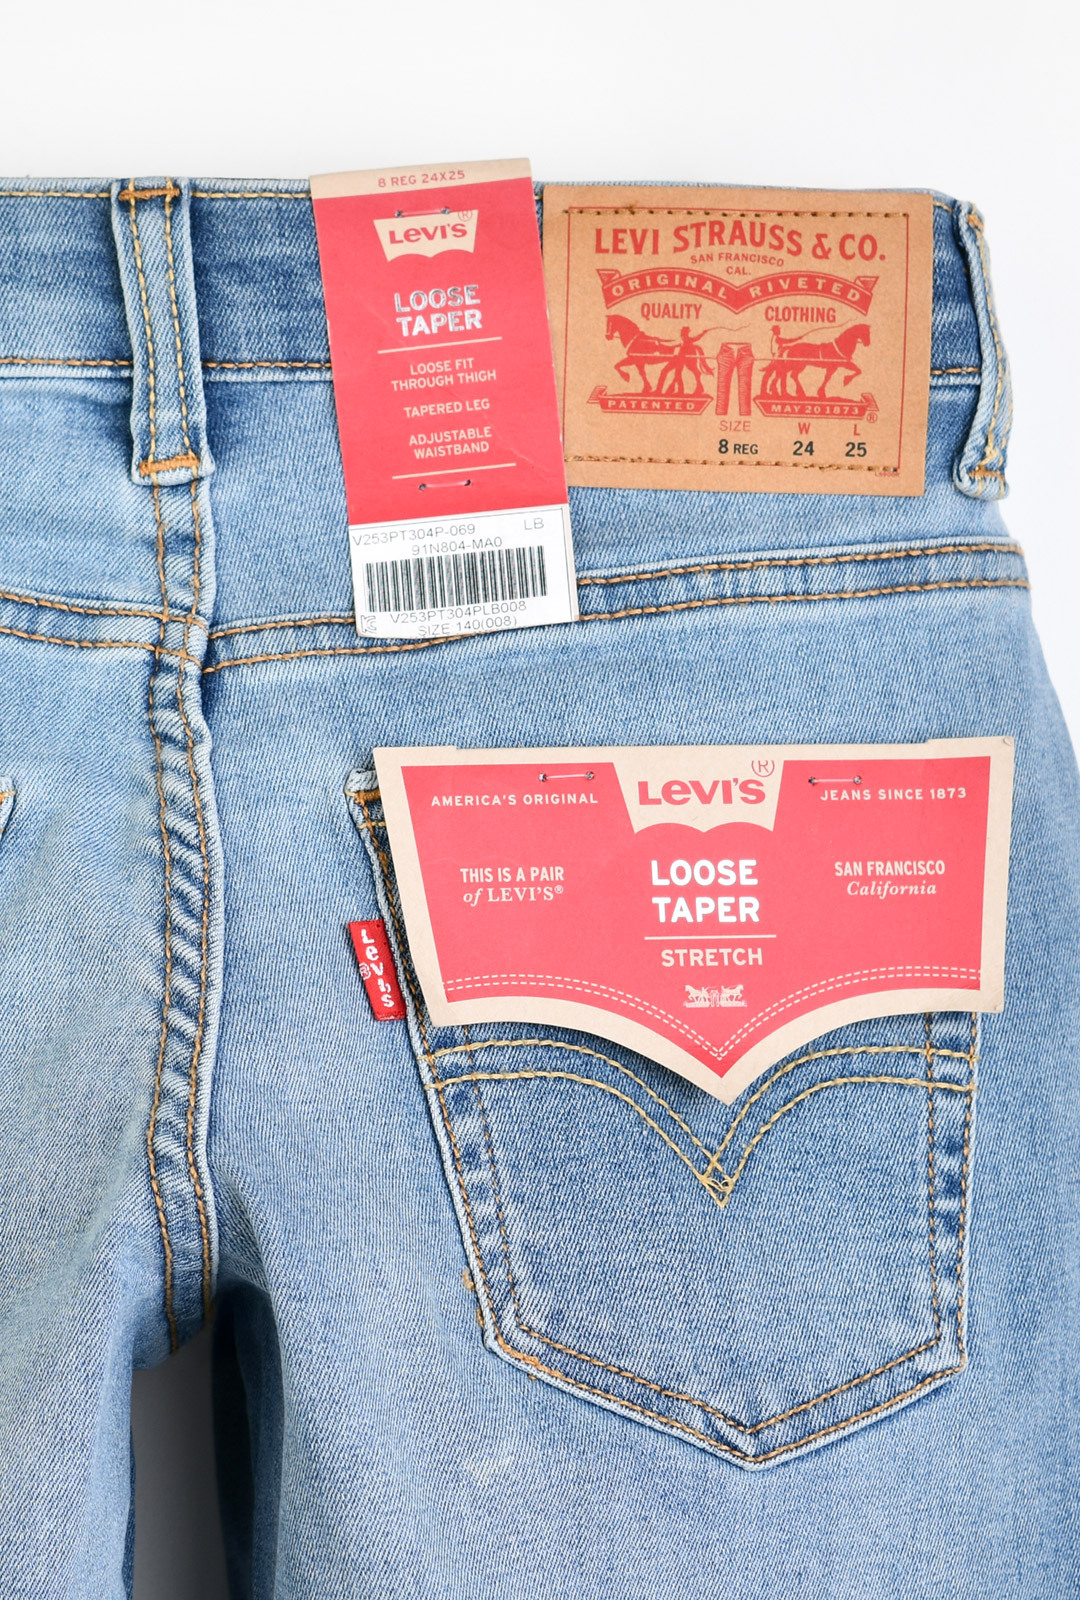 8 REG 24X25
LEVI'S®
LOOSE
TAPER
LOOSE FIT
THROUGH THIGH
TAPERED LEG
ADJUSTABLE
WAISTBAND
V253PT304P-069 LB
91N804-MA0
V253PT304PLB008
SIZE 140(008)
LEVI STRAUSS & CO.
SAN FRANCISCO
CAL.
ORIGINAL RIVETED
QUALITY CLOTHING
PATENTED MAY 20 1873 ®
SIZE W L
8 REG 24 25
AMERICA'S ORIGINAL LEVI'S® JEANS SINCE 1873
THIS IS A PAIR
of LEVI'S®
LOOSE
TAPER
STRETCH
SAN FRANCISCO
California
Levi's®